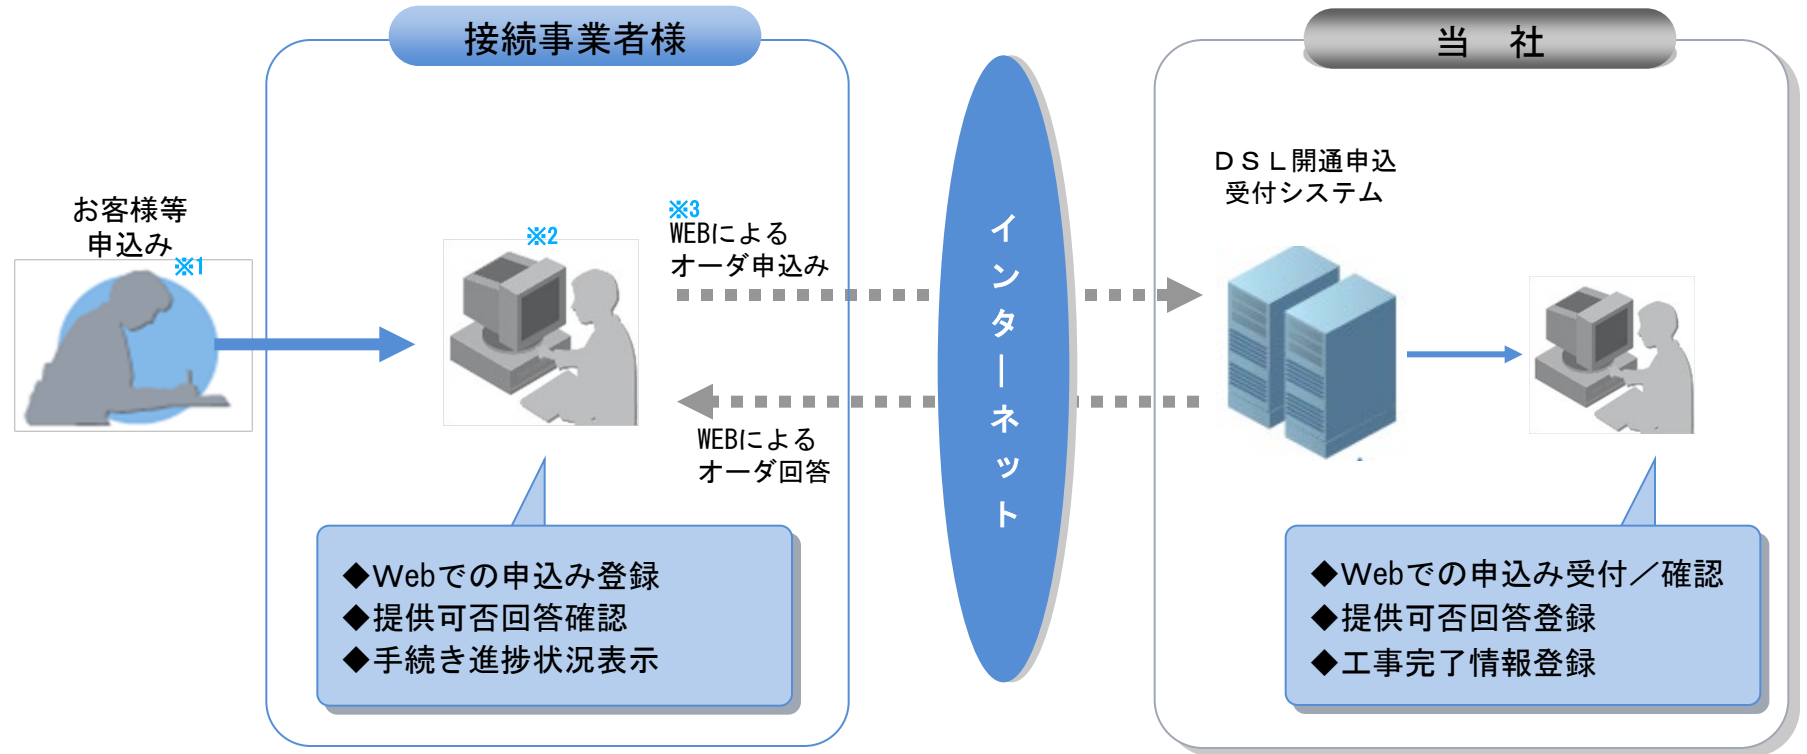 接続事業者様
当　社
お客様等
申込み
※1
※2
※3
WEBによる
オーダ申込み
WEBによる
オーダ回答
インターネット
ＤＳＬ開通申込
受付システム
◆Webでの申込み登録
◆提供可否回答確認
◆手続き進捗状況表示
◆Webでの申込み受付／確認
◆提供可否回答登録
◆工事完了情報登録